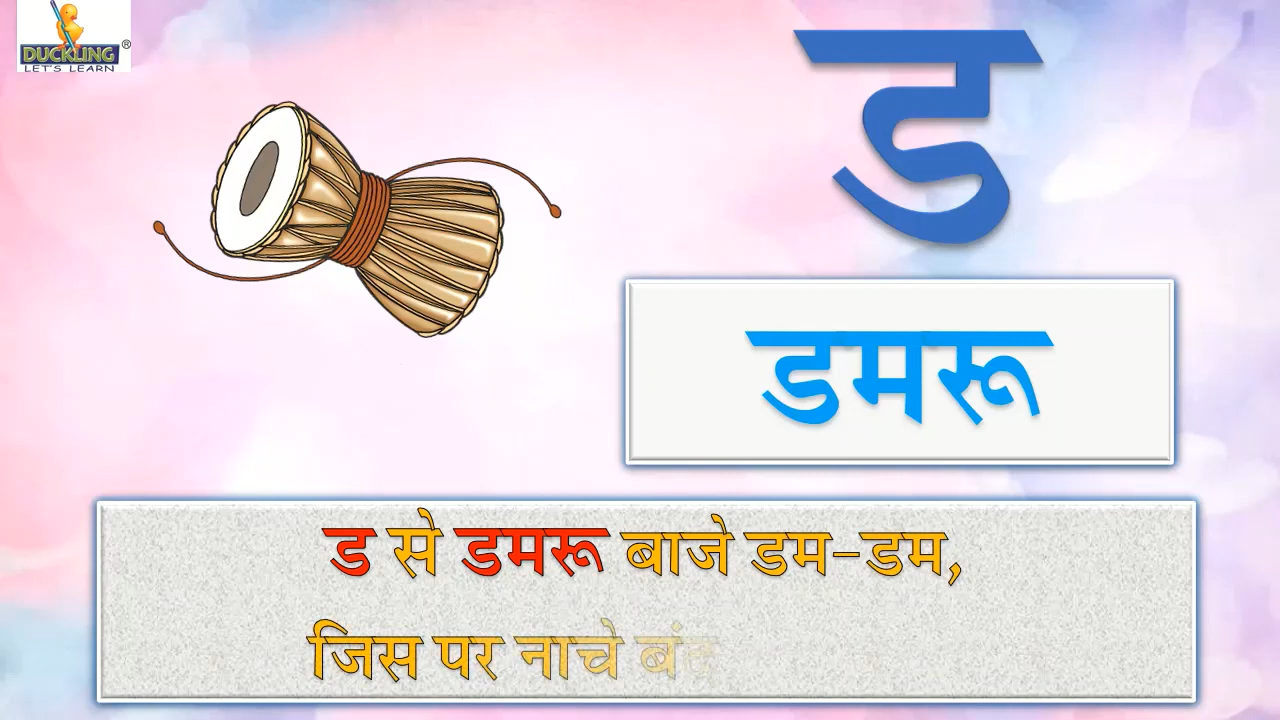 DUCKLING®
LET'S LEARN
ड
डमरू
ड से डमरू बाजे डम-डम,
जिस पर नाचे